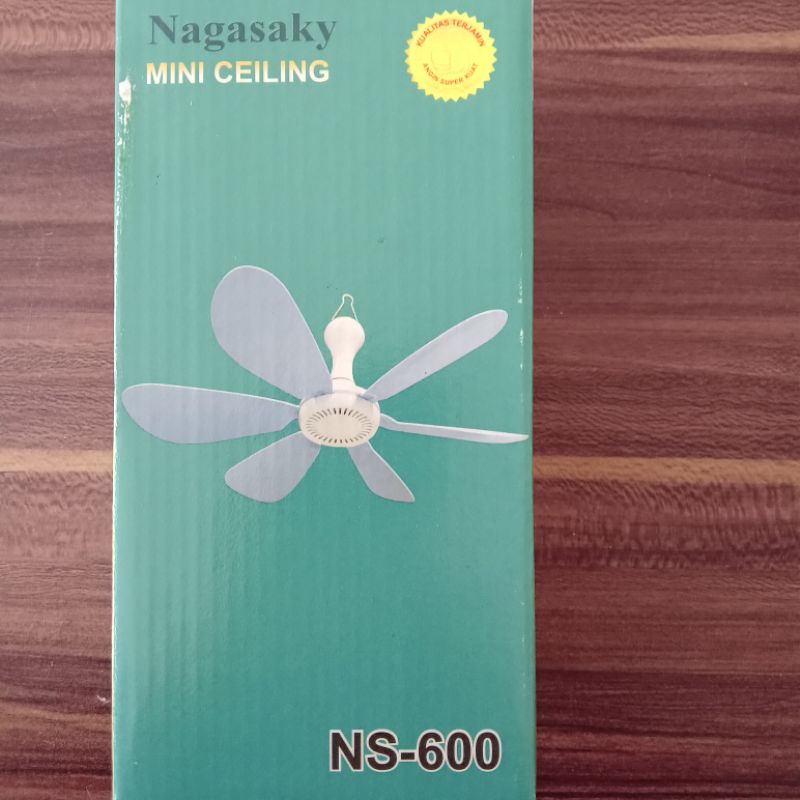 Nagasaky
MINI CEILING
KUALITAS TERJAMIN
ANGIN SUPER KUAT
NS-600